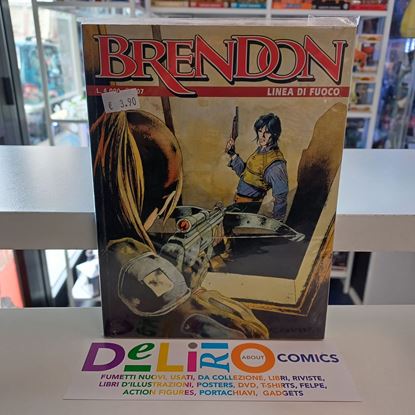 BRENDON
LINEA DI FUOCO
€ 3,90
DeLiRiO ABOUT COMICS
FUMETTI NUOVI, USATI, DA COLLEZIONE, LIBRI, RIVISTE,
LIBRI D'ILLUSTRAZIONI, POSTERS, DVD, T-SHIRTS, FELPE,
ACTION FIGURES, PORTACHIAVI, GADGETS